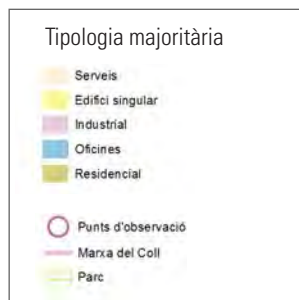 Tipologia majoritària
Serveis
Edifici singular
Industrial
Oficines
Residencial
Punts d'observació
Marxa del Coll
Parc